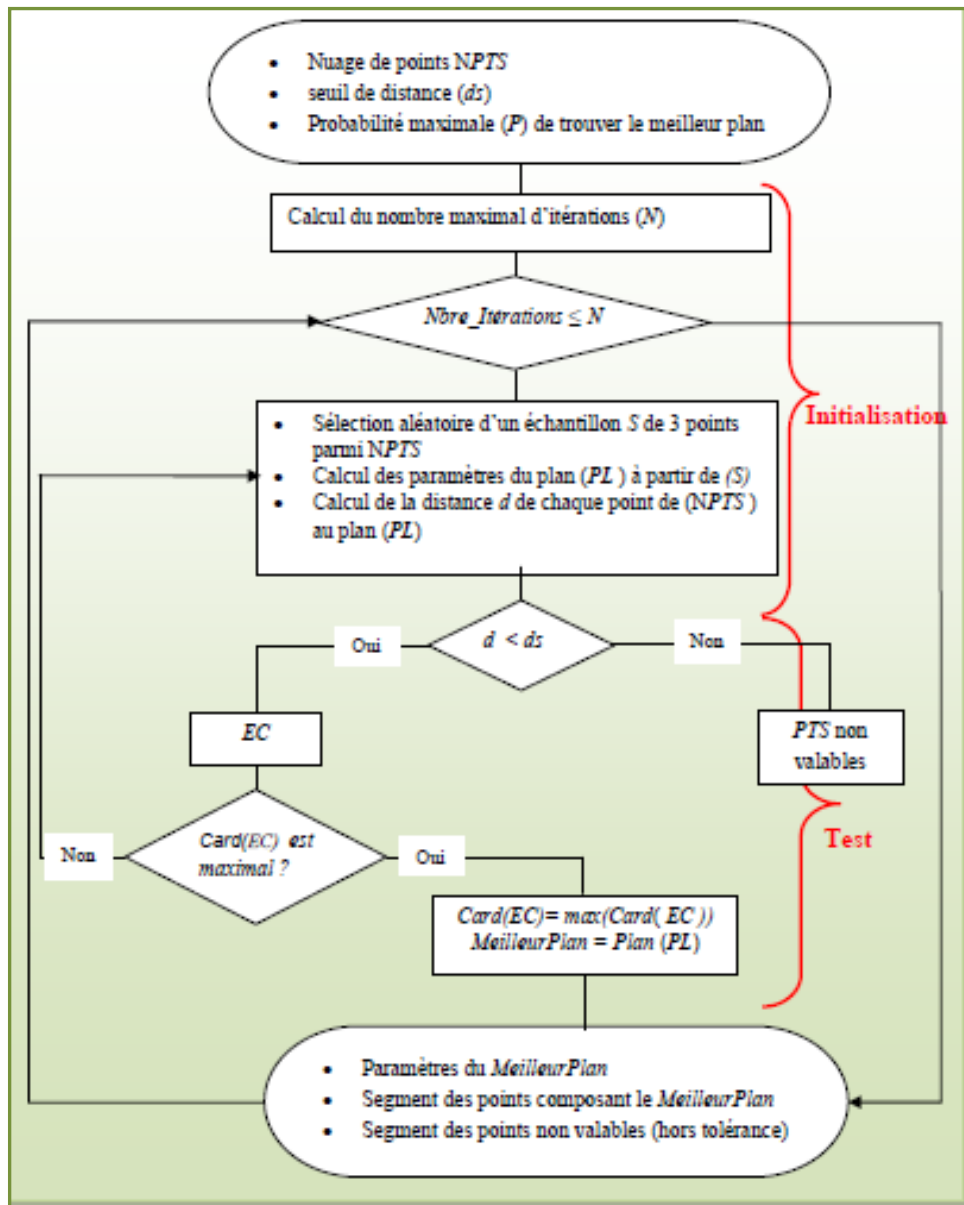 • Nuage de points NPTS
• seuil de distance (ds)
• Probabilité maximale (P) de trouver le meilleur plan
Calcul du nombre maximal d'itérations (N)
Nbre_Itérations ≤ N
• Sélection aléatoire d'un échantillon S de 3 points
parmi NPTS
• Calcul des paramètres du plan (PL ) à partir de (S)
• Calcul de la distance d de chaque point de (NPTS )
au plan (PL)
Initialisation
Oui
d < ds
Non
EC
PTS non
valables
Non
Card(EC) est
maximal ?
Oui
Test
Card(EC)= max(Card( EC ))
MeilleurPlan = Plan (PL)
• Paramètres du MeilleurPlan
• Segment des points composant le MeilleurPlan
• Segment des points non valables (hors tolérance)